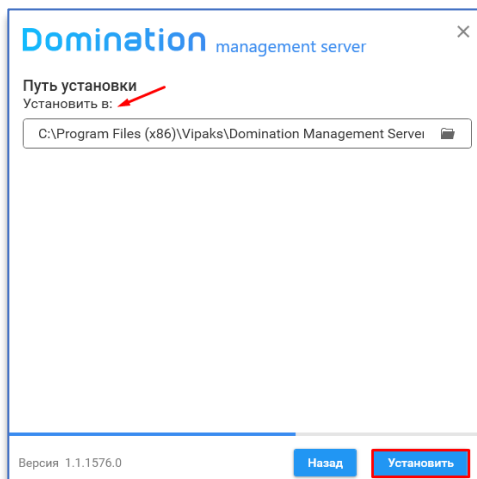 Domination management server
Путь установки
Установить в:
C:\Program Files (x86)\Vipaks\Domination Management Server
Версия 1.1.1576.0
Назад
Установить